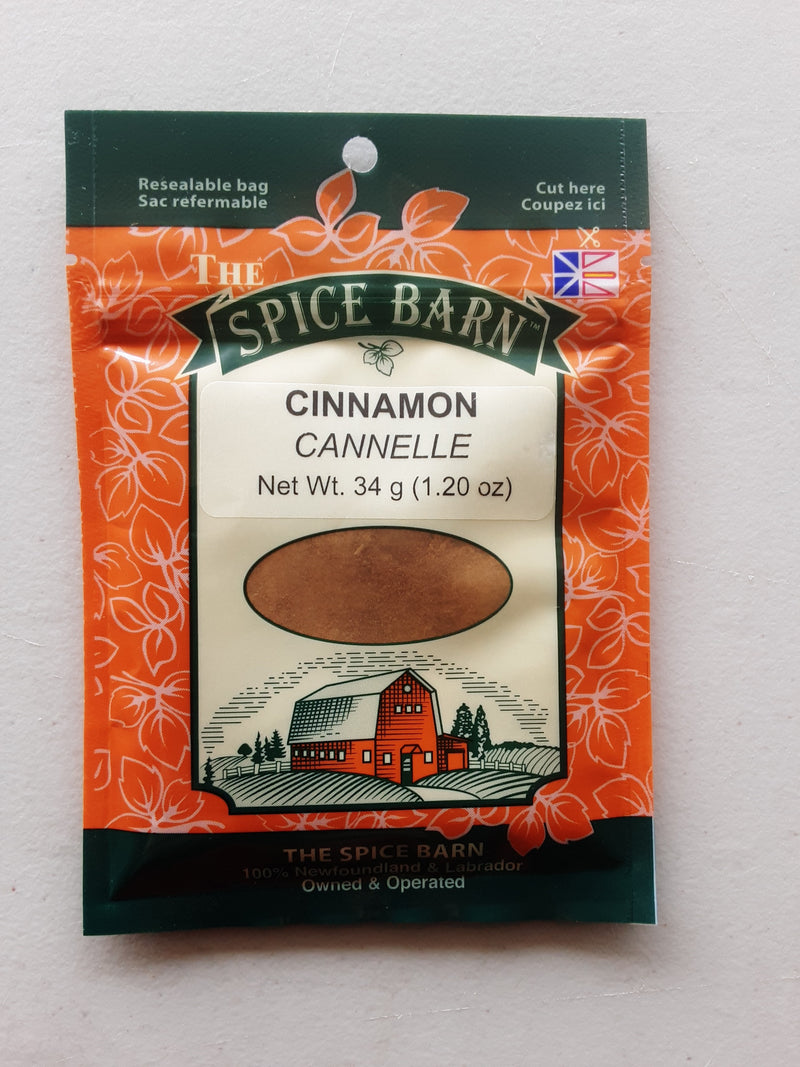 Resealable bag
Sac refermable
Cut here
Coupez ici
THE
SPICE BARN™
CINNAMON
CANNELLE
Net Wt. 34 g (1.20 oz)
THE SPICE BARN
100% Newfoundland & Labrador
Owned & Operated